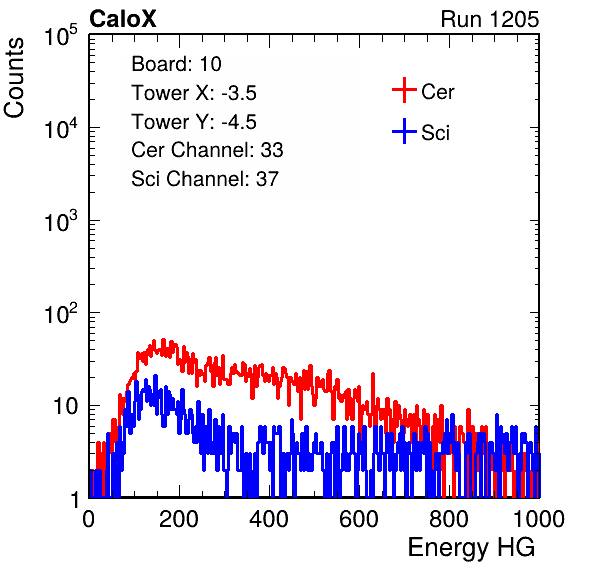 CaloX Run 1205
Counts
Board: 10
Tower X: -3.5
Tower Y: -4.5
Cer Channel: 33
Sci Channel: 37
Cer
Sci
10^5
10^4
10^3
10^2
10
1
0 200 400 600 800 1000
Energy HG